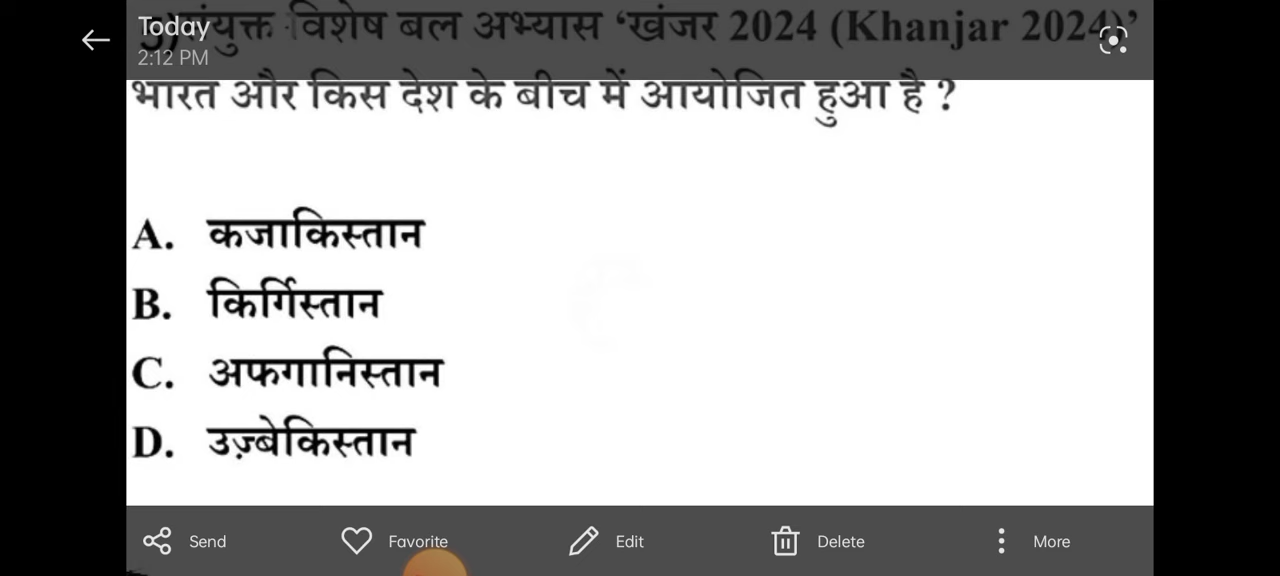 Today
2:12 PM
संयुक्त विशेष बल अभ्यास ‘खंजर 2024 (Khanjar 2024)’
भारत और किस देश के बीच में आयोजित हुआ है ?
A. कजाकिस्तान
B. किर्गिस्तान
C. अफगानिस्तान
D. उज़्बेकिस्तान
Send Favorite Edit Delete More